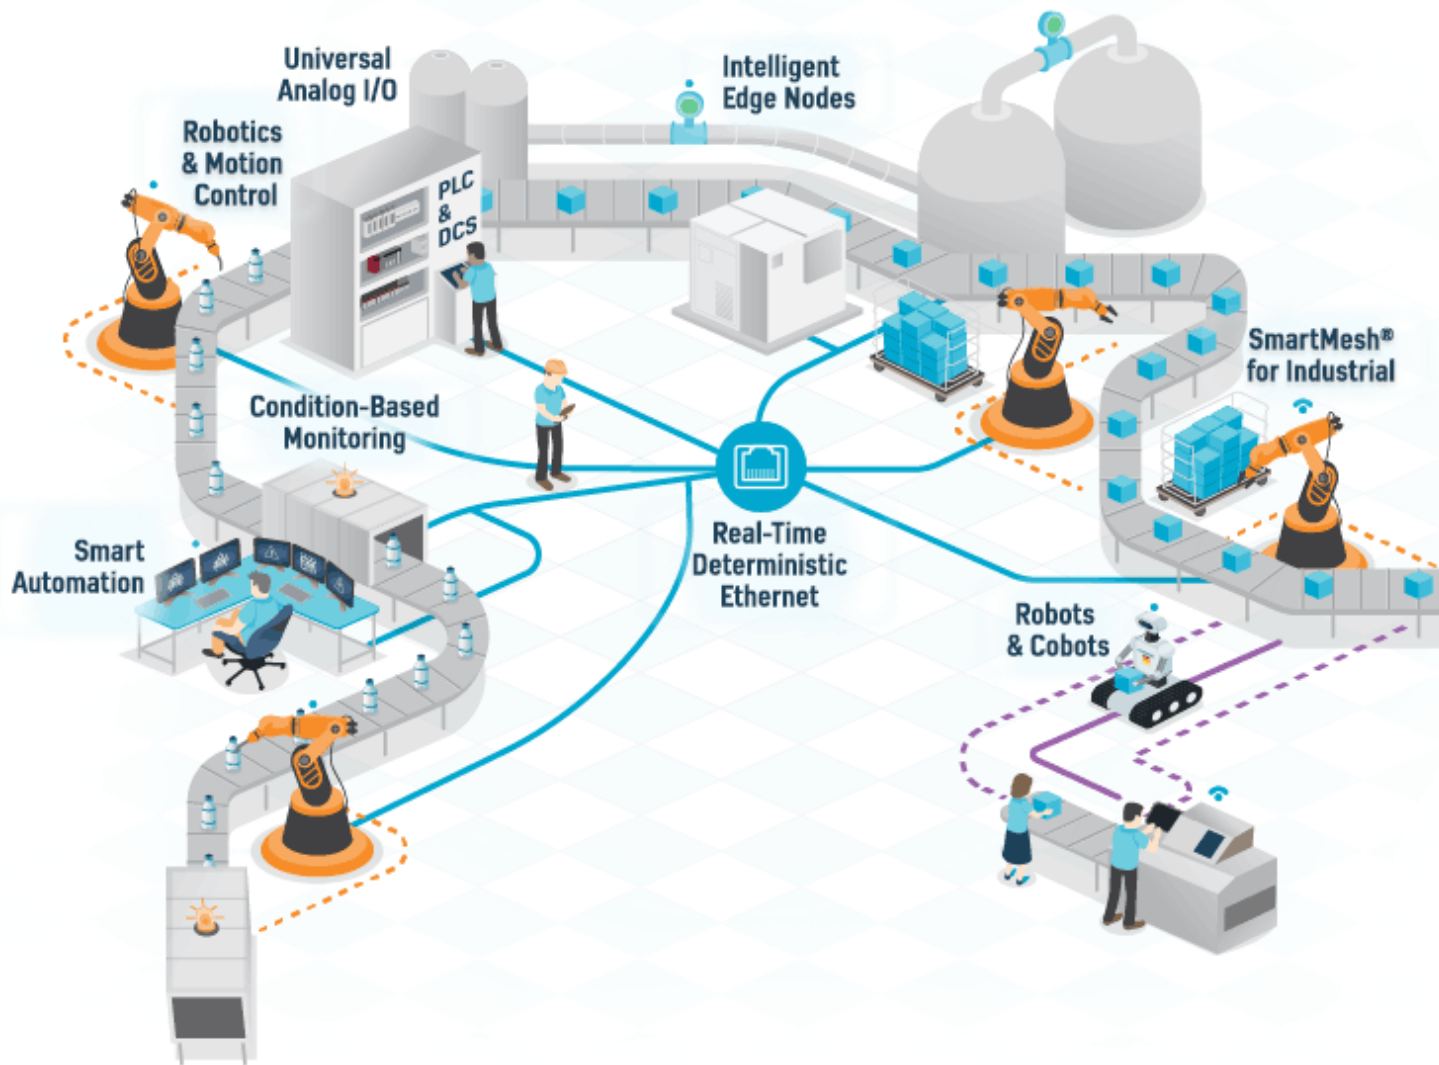 Universal
Analog I/O
Intelligent
Edge Nodes
Robotics
& Motion
Control
PLC
&
DCS
SmartMesh®
for Industrial
Condition-Based
Monitoring
Smart
Automation
Real-Time
Deterministic
Ethernet
Robots
& Cobots